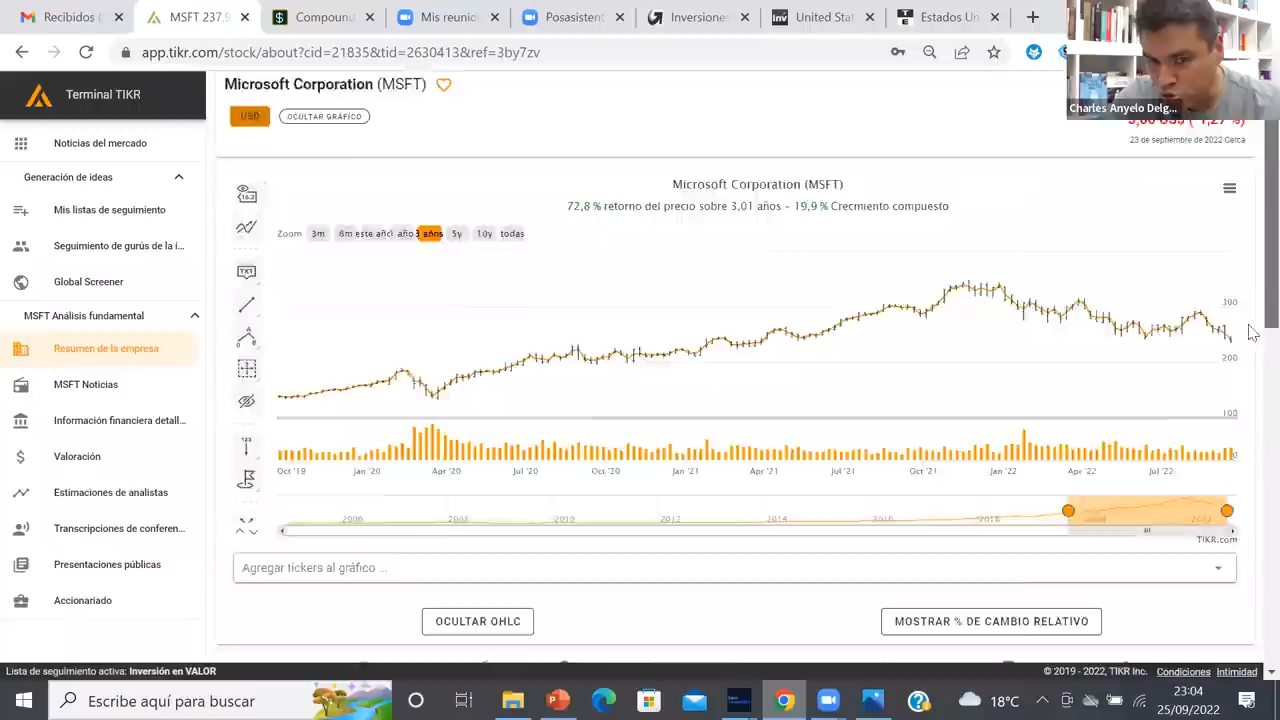 Recibidos (
MSFT 237.9
Compound
Mis reunio
Posasisten
Inversiones
United Stat
Estados Un
app.tikr.com/stock/about?cid=21835&tid=2630413&ref=3by7zv
Terminal TIKR
Noticias del mercado
Generación de ideas
Mis listas de seguimiento
Seguimiento de gurús de la i...
Global Screener
MSFT Análisis fundamental
Resumen de la empresa
MSFT Noticias
Información financiera detall...
Valoración
Estimaciones de analistas
Transcripciones de conferen...
Presentaciones públicas
Accionariado
Microsoft Corporation (MSFT)
USD
OCULTAR GRÁFICO
Charles Anyelo Delg...
23 de septiembre de 2022 Cerca
Microsoft Corporation (MSFT)
72,8 % retorno del precio sobre 3,01 años - 19,9 % Crecmiento compuesto
Zoom 3m 6m este año 3 años 5y 10y todas
300
200
100
0
Oct '19 Jan '20 Apr '20 Jul '20 Oct '20 Jan '21 Apr '21 Jul '21 Oct '21 Jan '22 Apr '22 Jul '22
2006 2008 2010 2012 2014 2016 2018 2022
TIKR.com
Agregar tickers al gráfico ...
OCULTAR OHLC
MOSTRAR % DE CAMBIO RELATIVO
Lista de seguimiento activa: Inversión en VALOR
© 2019 - 2022, TIKR Inc. Condiciones Intimidad
Escribe aquí para buscar
18°C
23:04
25/09/2022